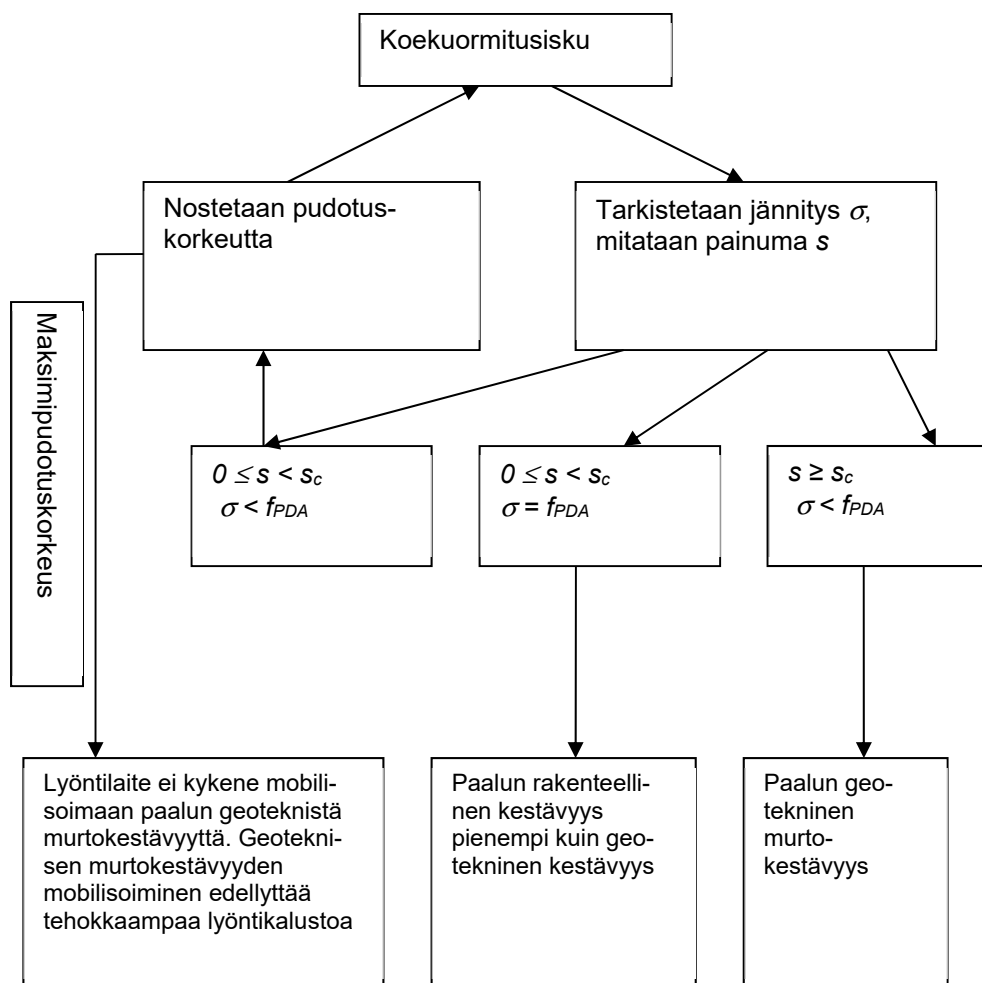 Koekuormitusisku
Nostetaan pudotus-
korkeutta
Tarkistetaan jännitys σ,
mitataan painuma s
Maksimipudotuskorkeus
0 ≤ s < sc
σ < fPDA
0 ≤ s < sc
σ = fPDA
s ≥ sc
σ < fPDA
Lyöntilaite ei kykene mobili-
soimaan paalun geoteknistä
murtokestävyyttä. Geotekni-
sen murtokestävyyden
mobilisoiminen edellyttää
tehokkaampaa lyöntikalustoa
Paalun rakenteelli-
nen kestävyys
pienempi kuin geo-
tekninen kestävyys
Paalun geo-
tekninen
murto-
kestävyys